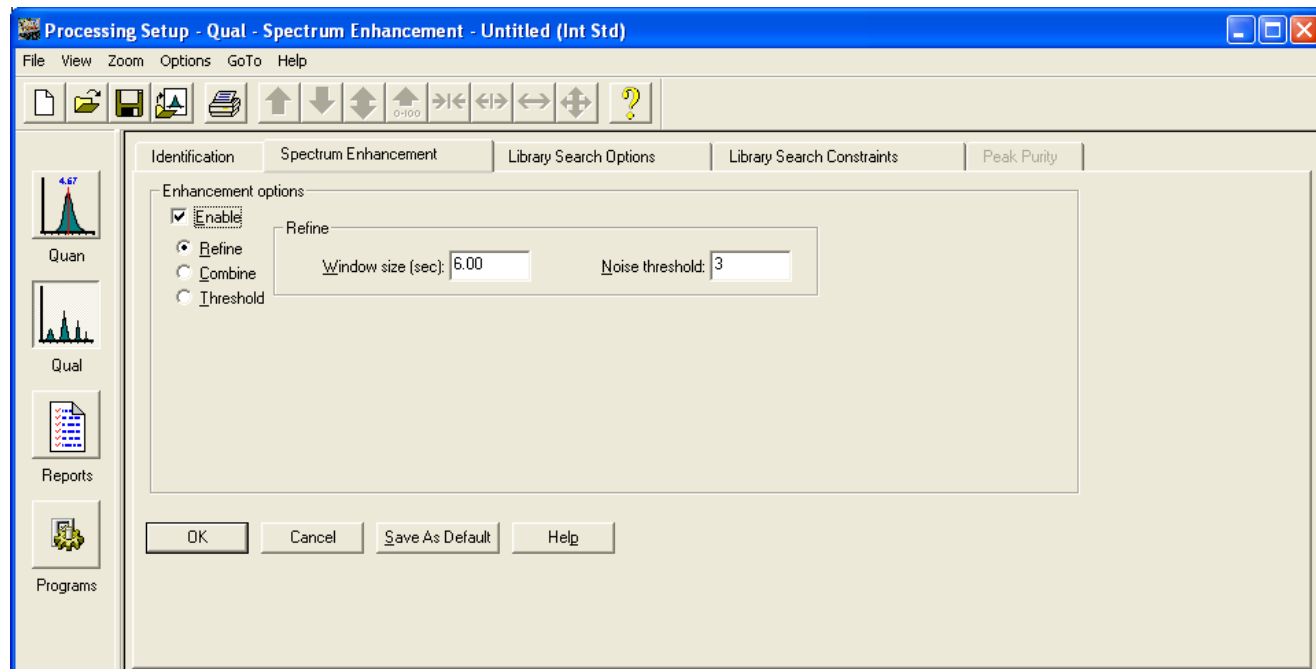 Processing Setup - Qual - Spectrum Enhancement - Untitled (Int Std)
File View Zoom Options GoTo Help
0-100
Identification Spectrum Enhancement Library Search Options Library Search Constraints Peak Purity
4.67
Quan
Qual
Reports
Programs
Enhancement options
Enable
Refine
Combine
Threshold
Refine
Window size (sec): 6.00 Noise threshold: 3
OK Cancel Save As Default Help